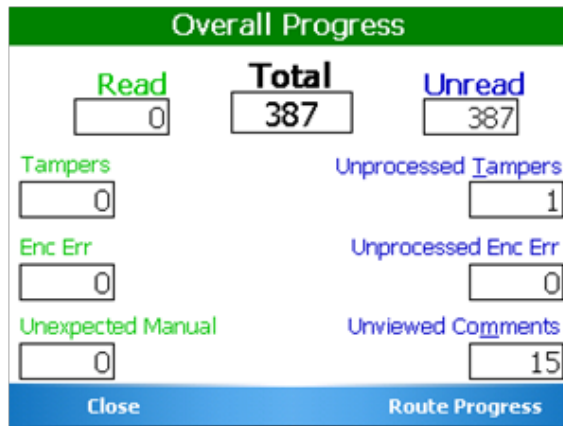 Overall Progress
Read Total Unread
0 387 387
Tampers Unprocessed Tampers
0 1
Enc Err Unprocessed Enc Err
0 0
Unexpected Manual Unviewed Comments
0 15
Close Route Progress